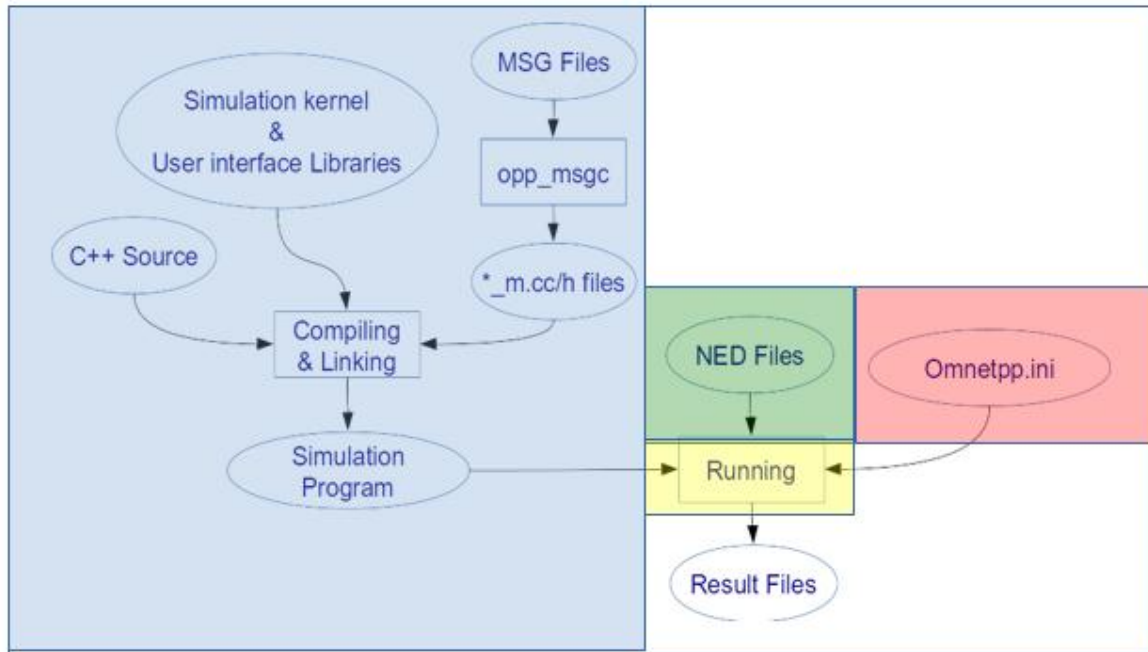 MSG Files
Simulation kernel
&
User interface Libraries
opp_msgc
C++ Source
*_m.cc/h files
Compiling
& Linking
NED Files
Omnetpp.ini
Simulation
Program
Running
Result Files